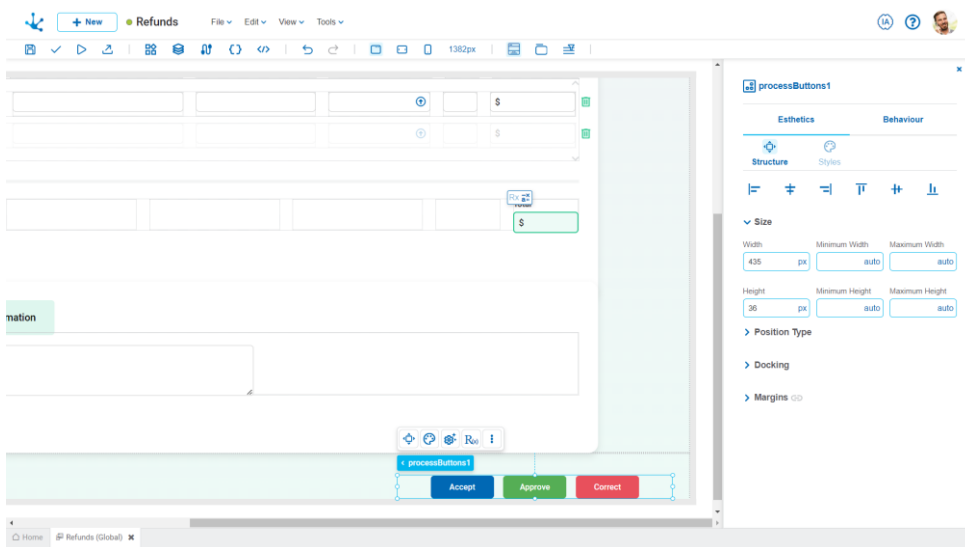 + New
Refunds
File
Edit
View
Tools
IA
?
1382px
processButtons1
Esthetics
Behaviour
Structure
Styles
$
$
Size
Width
Minimum Width
Maximum Width
435 px
auto
auto
Height
Minimum Height
Maximum Height
36 px
auto
auto
Position Type
Docking
Margins
Rx
Total
$
mation
processButtons1
Accept
Approve
Correct
Home
Refunds (Global)